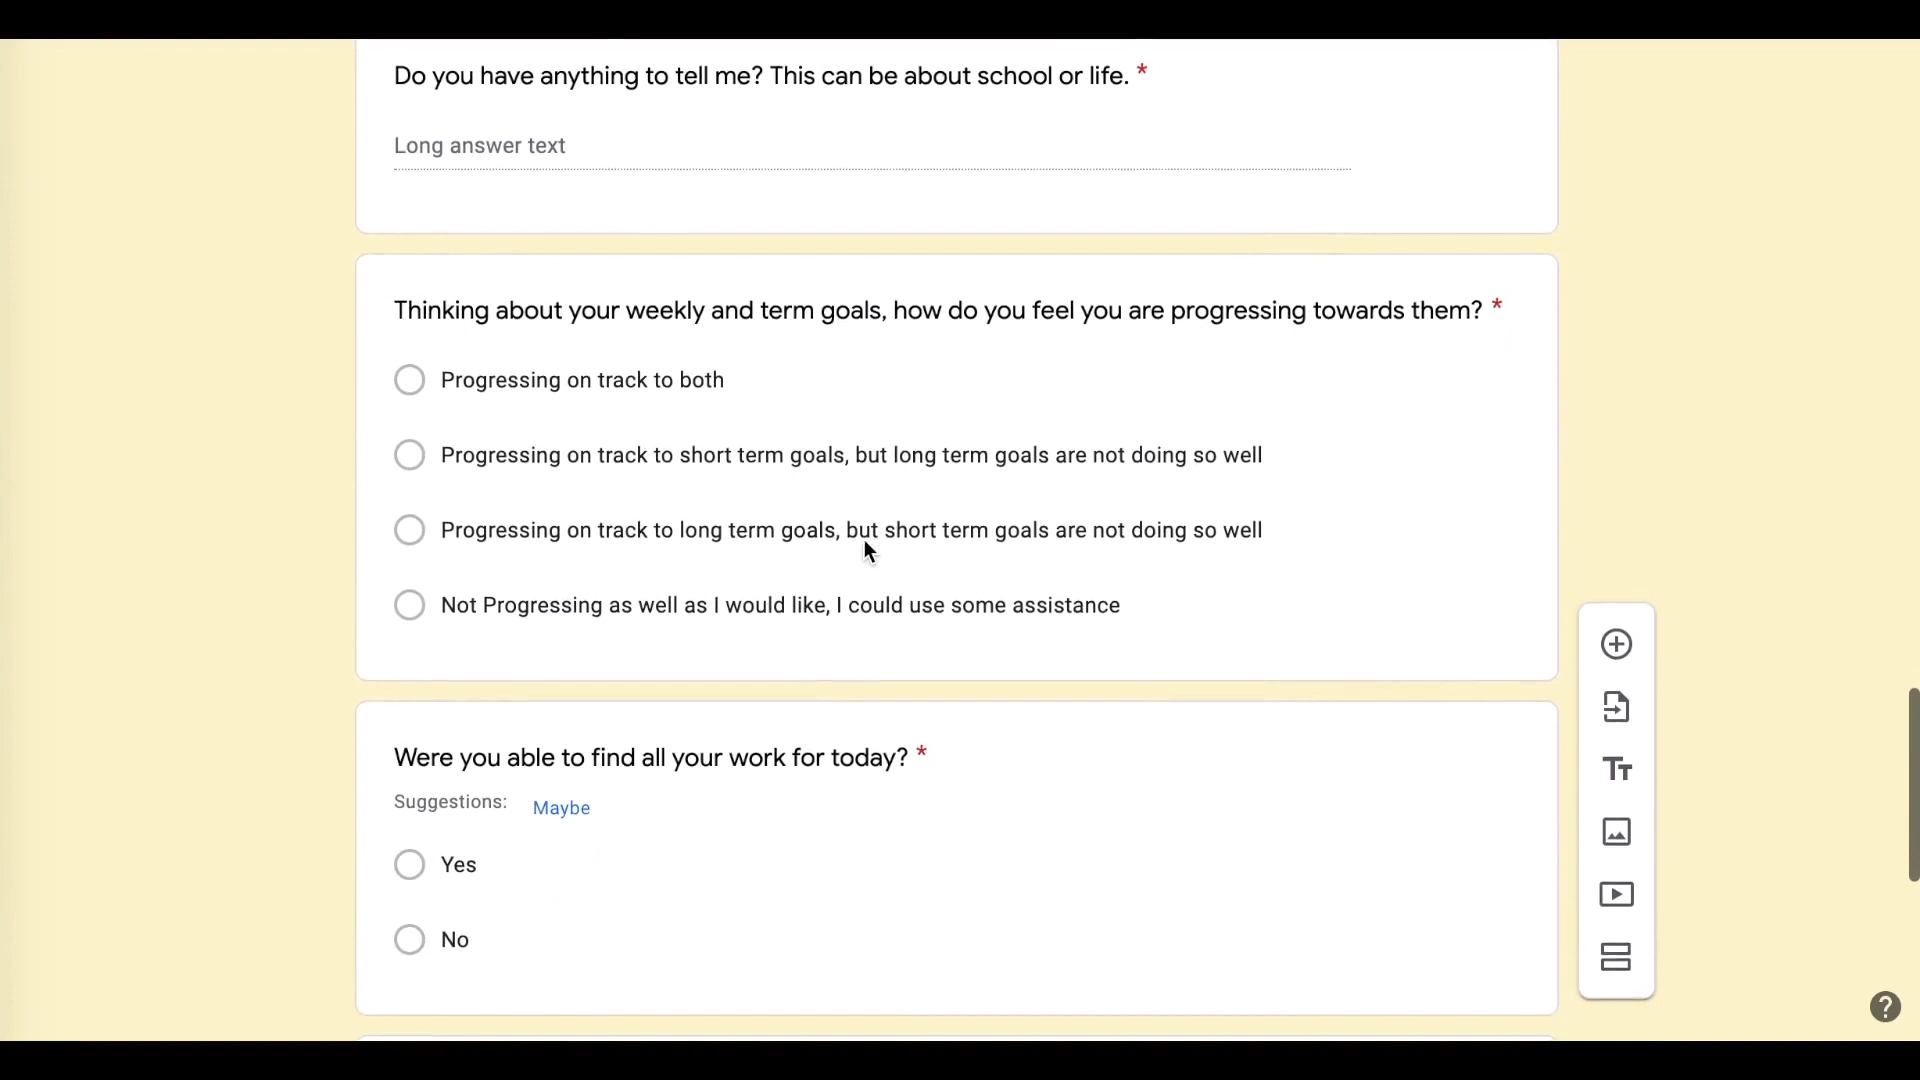 Do you have anything to tell me? This can be about school or life. *
Long answer text
Thinking about your weekly and term goals, how do you feel you are progressing towards them? *
Progressing on track to both
Progressing on track to short term goals, but long term goals are not doing so well
Progressing on track to long term goals, but short term goals are not doing so well
Not Progressing as well as I would like, I could use some assistance
Were you able to find all your work for today? *
Suggestions: Maybe
Yes
No